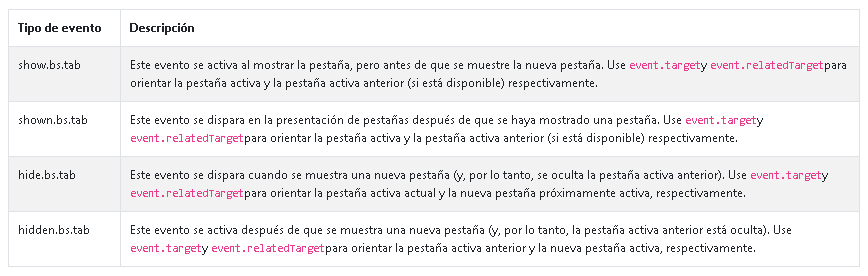 Tipo de evento Descripción
show.bs.tab Este evento se activa al mostrar la pestaña, pero antes de que se muestre la nueva pestaña. Use event.targety event.relatedTargetpara
orientar la pestaña activa y la pestaña activa anterior (si está disponible) respectivamente.
shown.bs.tab Este evento se dispara en la presentación de pestañas después de que se haya mostrado una pestaña. Use event.targety
event.relatedTargetpara orientar la pestaña activa y la pestaña activa anterior (si está disponible) respectivamente.
hide.bs.tab Este evento se dispara cuando se muestra una nueva pestaña (y, por lo tanto, se oculta la pestaña activa anterior). Use event.targety
event.relatedTargetpara orientar la pestaña activa actual y la nueva pestaña próximamente activa, respectivamente.
hidden.bs.tab Este evento se activa después de que se muestra una nueva pestaña (y, por lo tanto, la pestaña activa anterior está oculta). Use
event.targety event.relatedTargetpara orientar la pestaña activa anterior y la nueva pestaña activa, respectivamente.